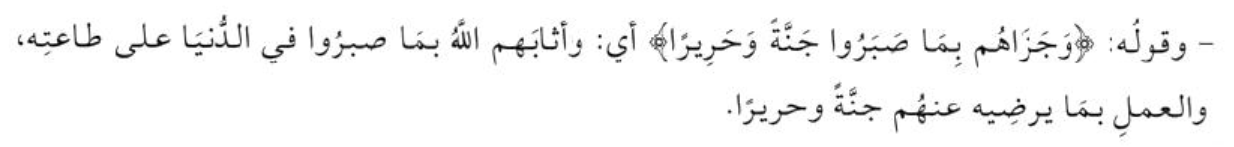 - وقولُه: ﴿وَجَزَاهُم بِمَا صَبَرُوا جَنَّةً وَحَرِيرًا﴾ أي: وأثابَهم اللَّهُ بمَا صبرُوا في الدُّنيَا على طاعتِه،
والعملِ بمَا يرضِيه عنهُم جنَّةً وحريرًا.